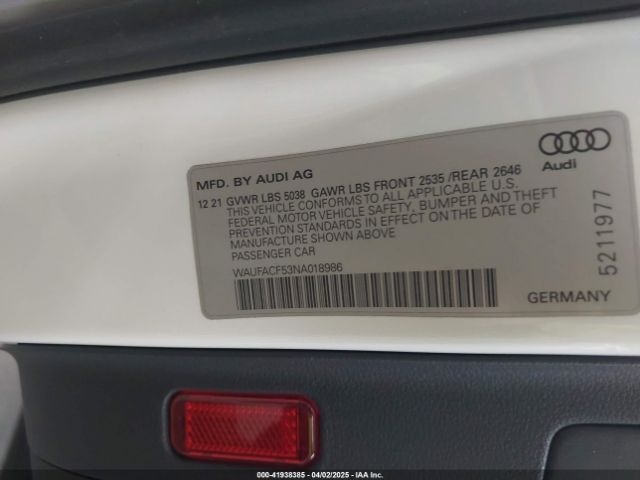 MFD. BY AUDI AG
12 21 GVWR LBS 5038 GAWR LBS FRONT 2535 /REAR 2646
THIS VEHICLE CONFORMS TO ALL APPLICABLE U.S.
FEDERAL MOTOR VEHICLE SAFETY, BUMPER AND THEFT
PREVENTION STANDARDS IN EFFECT ON THE DATE OF
MANUFACTURE SHOWN ABOVE
PASSENGER CAR
WAUFACF53NA018986
Audi
5211977
GERMANY
000-41938385 - 04/02/2025 - IAA Inc.